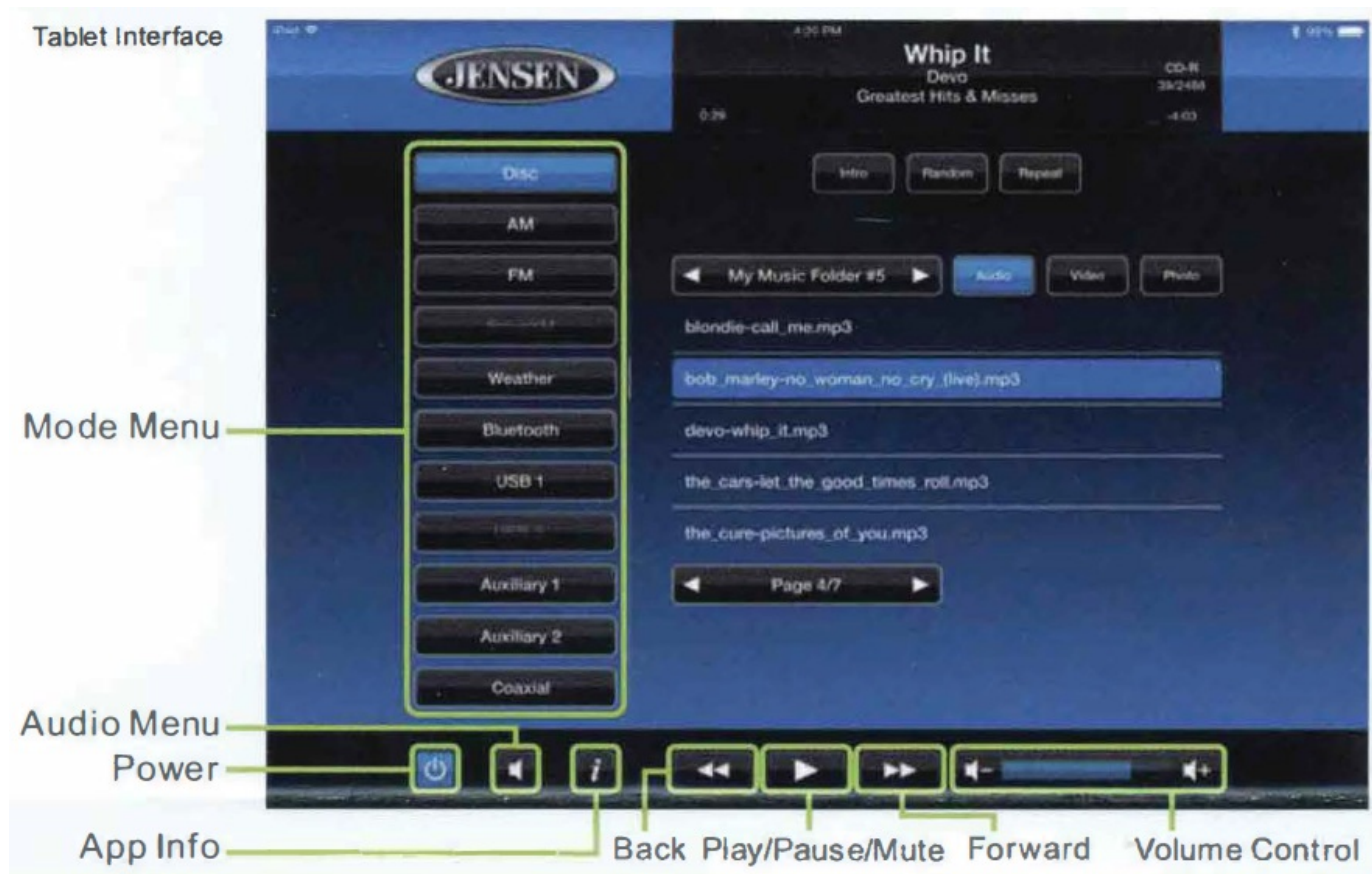 Tablet Interface
iPad
4:20 PM
99%
JENSEN
Whip It
Devo
Greatest Hits & Misses
CD-R
0:29
-4:03
Disc
AM
FM
Weather
Bluetooth
USB 1
Auxiliary 1
Auxiliary 2
Coaxial
Intro Random Repeat
My Music Folder #5 Audio Video Photo
blondie-call_me.mp3
bob_marley-no_woman_no_cry_(live).mp3
devo-whip_it.mp3
the_cars-let_the_good_times_roll.mp3
the_cure-pictures_of_you.mp3
Page 4/7
Mode Menu
Audio Menu
Power
App Info
i
Back Play/Pause/Mute Forward Volume Control